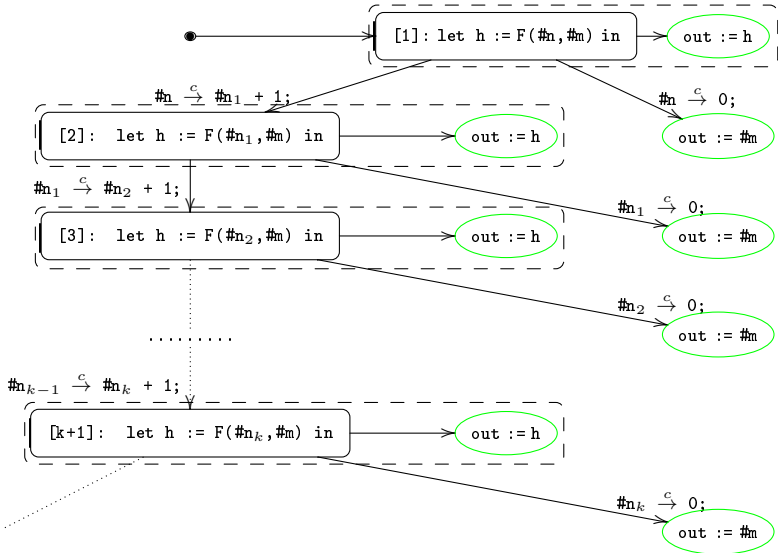 [1]: let h := F(#n,#m) in
out := h
#n →ᶜ #n₁ + 1;
#n →ᶜ 0;
[2]: let h := F(#n₁,#m) in
out := h
out := #m
#n₁ →ᶜ #n₂ + 1;
#n₁ →ᶜ 0;
[3]: let h := F(#n₂,#m) in
out := h
out := #m
#n₂ →ᶜ 0;
out := #m
.........
#nₖ₋₁ →ᶜ #nₖ + 1;
[k+1]: let h := F(#nₖ,#m) in
out := h
#nₖ →ᶜ 0;
out := #m